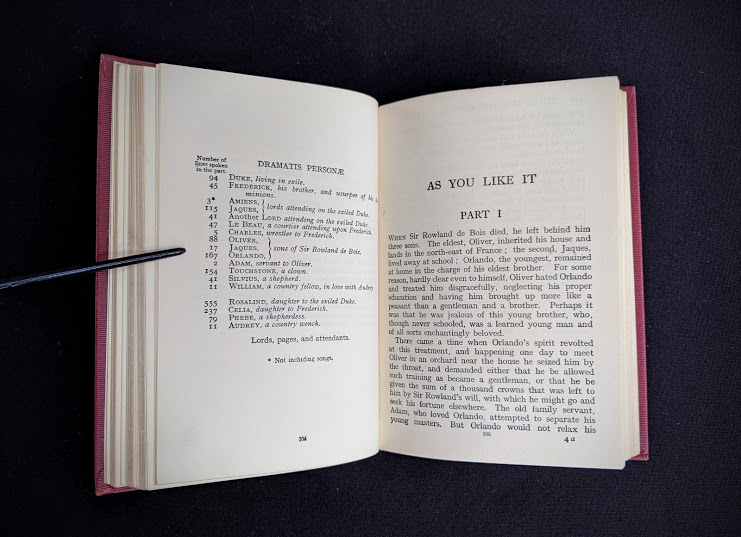 Number of
lines spoken
in the part.
DRAMATIS PERSONÆ
94 DUKE, living in exile.
45 FREDERICK, his brother, and usurper of his
minions.
3* AMIENS, } lords attending on the exiled Duke.
115 JAQUES,
41 Another LORD attending on the exiled Duke.
47 LE BEAU, a courtier attending upon Frederick.
5 CHARLES, wrestler to Frederick.
88 OLIVER,
17 JAQUES, } sons of Sir Rowland de Bois.
167 ORLANDO,
2 ADAM, servant to Oliver.
154 TOUCHSTONE, a clown.
41 SILVIUS, a shepherd.
11 WILLIAM, a country fellow, in love with Audrey.
555 ROSALIND, daughter to the exiled Duke.
237 CELIA, daughter to Frederick.
79 PHEBE, a shepherdess.
11 AUDREY, a country wench.
Lords, pages, and attendants.
* Not including songs.
104
AS YOU LIKE IT
PART I
WHEN Sir Rowland de Bois died, he left behind him
three sons. The eldest, Oliver, inherited his house and
lands in the north-east of France ; the second, Jaques,
lived away at school ; Orlando, the youngest, remained
at home in the charge of his eldest brother. For some
reason, hardly clear even to himself, Oliver hated Orlando
and treated him disgracefully, neglecting his proper
education and having him brought up more like a
peasant than a gentleman and a brother. Perhaps it
was that he was jealous of this young brother, who,
though never schooled, was a learned young man and
of all sorts enchantingly beloved.
There came a time when Orlando's spirit revolted
at this treatment, and happening one day to meet
Oliver in an orchard near the house he seized him by
the throat, and demanded either that he be allowed
such training as became a gentleman, or that he be
given the sum of a thousand crowns that was left to
him by Sir Rowland's will, with which he might go and
seek his fortune elsewhere. The old family servant,
Adam, who loved Orlando, attempted to separate his
young masters. But Orlando would not relax his
105
4 a